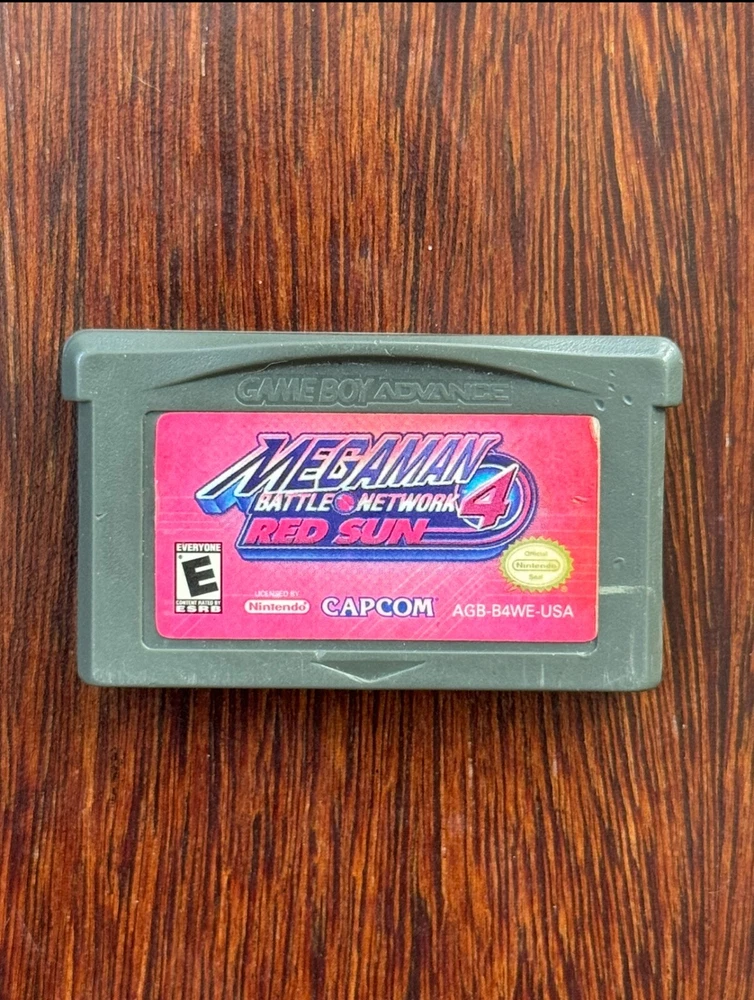 GAME BOY ADVANCE
MEGAMAN
BATTLE NETWORK 4
RED SUN
EVERYONE
E
CONTENT RATED BY
ESRB
LICENSED BY
Nintendo
CAPCOM
Official
Nintendo
Seal
AGB-B4WE-USA